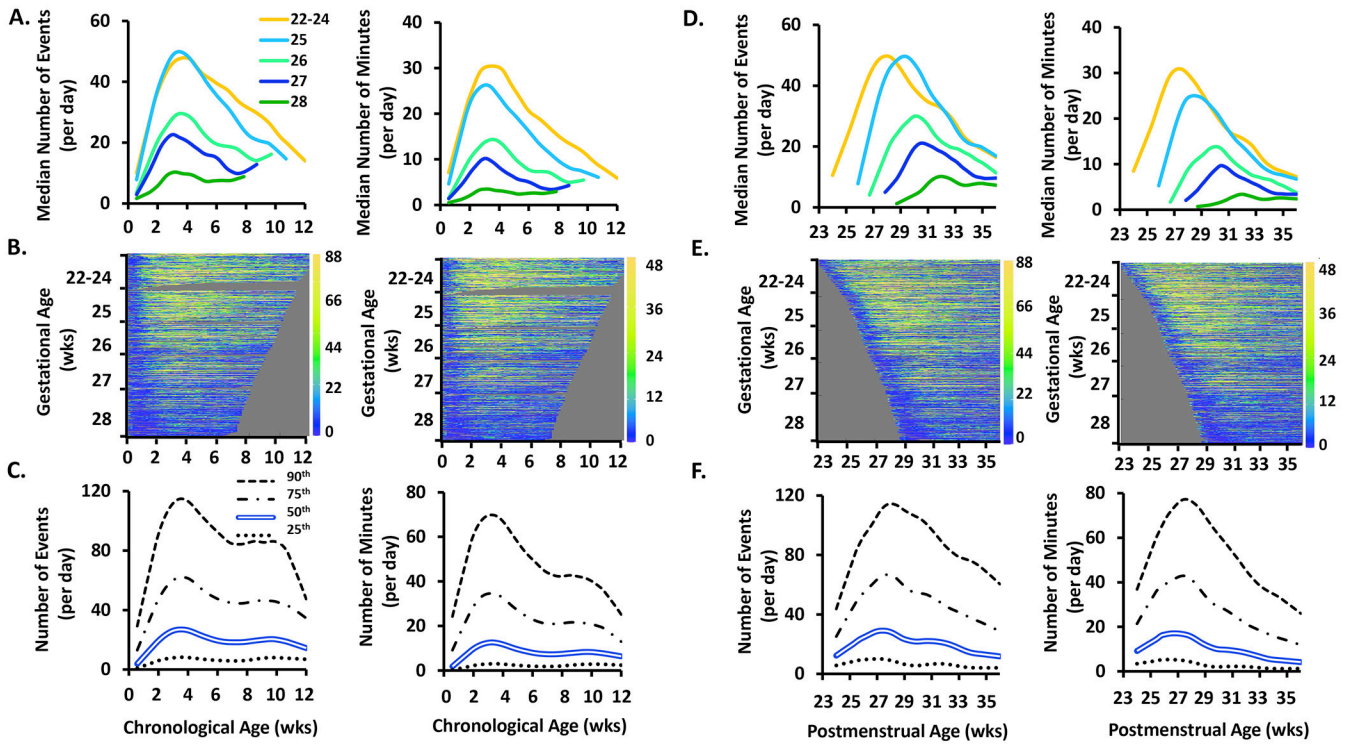 A.
Median Number of Events
(per day)
60
40
20
0
0 2 4 6 8 10 12
22-24
25
26
27
28
Median Number of Minutes
(per day)
40
30
20
10
0
0 2 4 6 8 10 12
D.
Median Number of Events
(per day)
60
40
20
0
23 25 27 29 31 33 35
Median Number of Minutes
(per day)
40
30
20
10
0
23 25 27 29 31 33 35
B.
Gestational Age
(wks)
22-24
25
26
27
28
0 2 4 6 8 10 12
88
66
44
22
0
Gestational Age
(wks)
22-24
25
26
27
28
0 2 4 6 8 10 12
48
36
24
12
0
E.
Gestational Age
(wks)
22-24
25
26
27
28
23 25 27 29 31 33 35
88
66
44
22
0
Gestational Age
(wks)
22-24
25
26
27
28
23 25 27 29 31 33 35
48
36
24
12
0
C.
Number of Events
(per day)
120
80
40
0
0 2 4 6 8 10 12
90th
75th
50th
25th
Chronological Age (wks)
Number of Minutes
(per day)
80
60
40
20
0
0 2 4 6 8 10 12
Chronological Age (wks)
F.
Number of Events
(per day)
120
80
40
0
23 25 27 29 31 33 35
Postmenstrual Age (wks)
Number of Minutes
(per day)
80
60
40
20
0
23 25 27 29 31 33 35
Postmenstrual Age (wks)